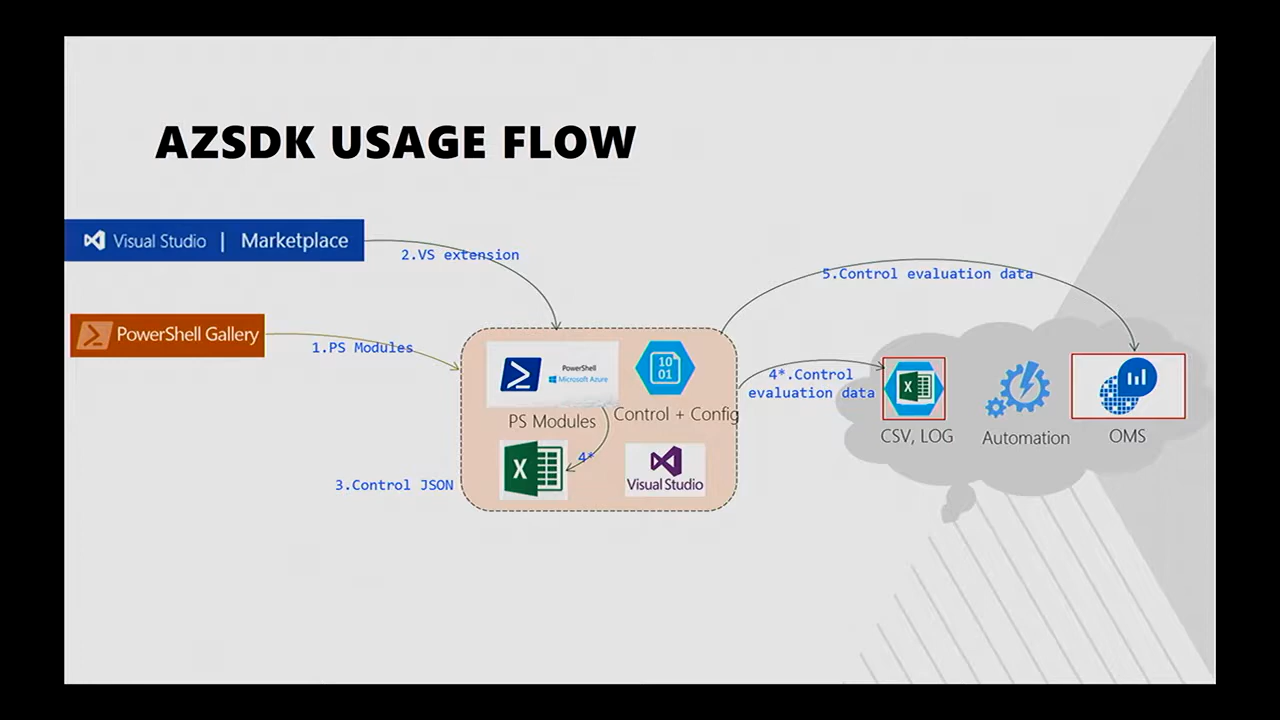 AZSDK USAGE FLOW
Visual Studio | Marketplace
2.VS extension
5.Control evaluation data
PowerShell Gallery
1.PS Modules
PowerShell
Microsoft Azure
10
01
PS Modules
Control + Config
4*.Control
evaluation data
CSV, LOG
Automation
OMS
4*
X
Visual Studio
3.Control JSON
X